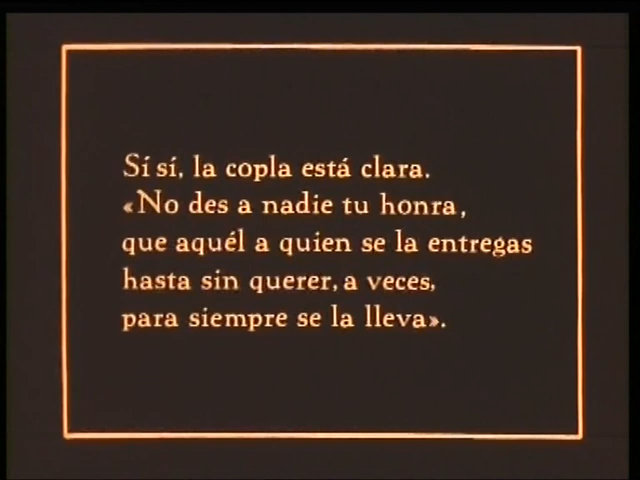 Sí sí, la copla está clara.
«No des a nadie tu honra,
que aquél a quien se la entregas
hasta sin querer, a veces,
para siempre se la lleva».